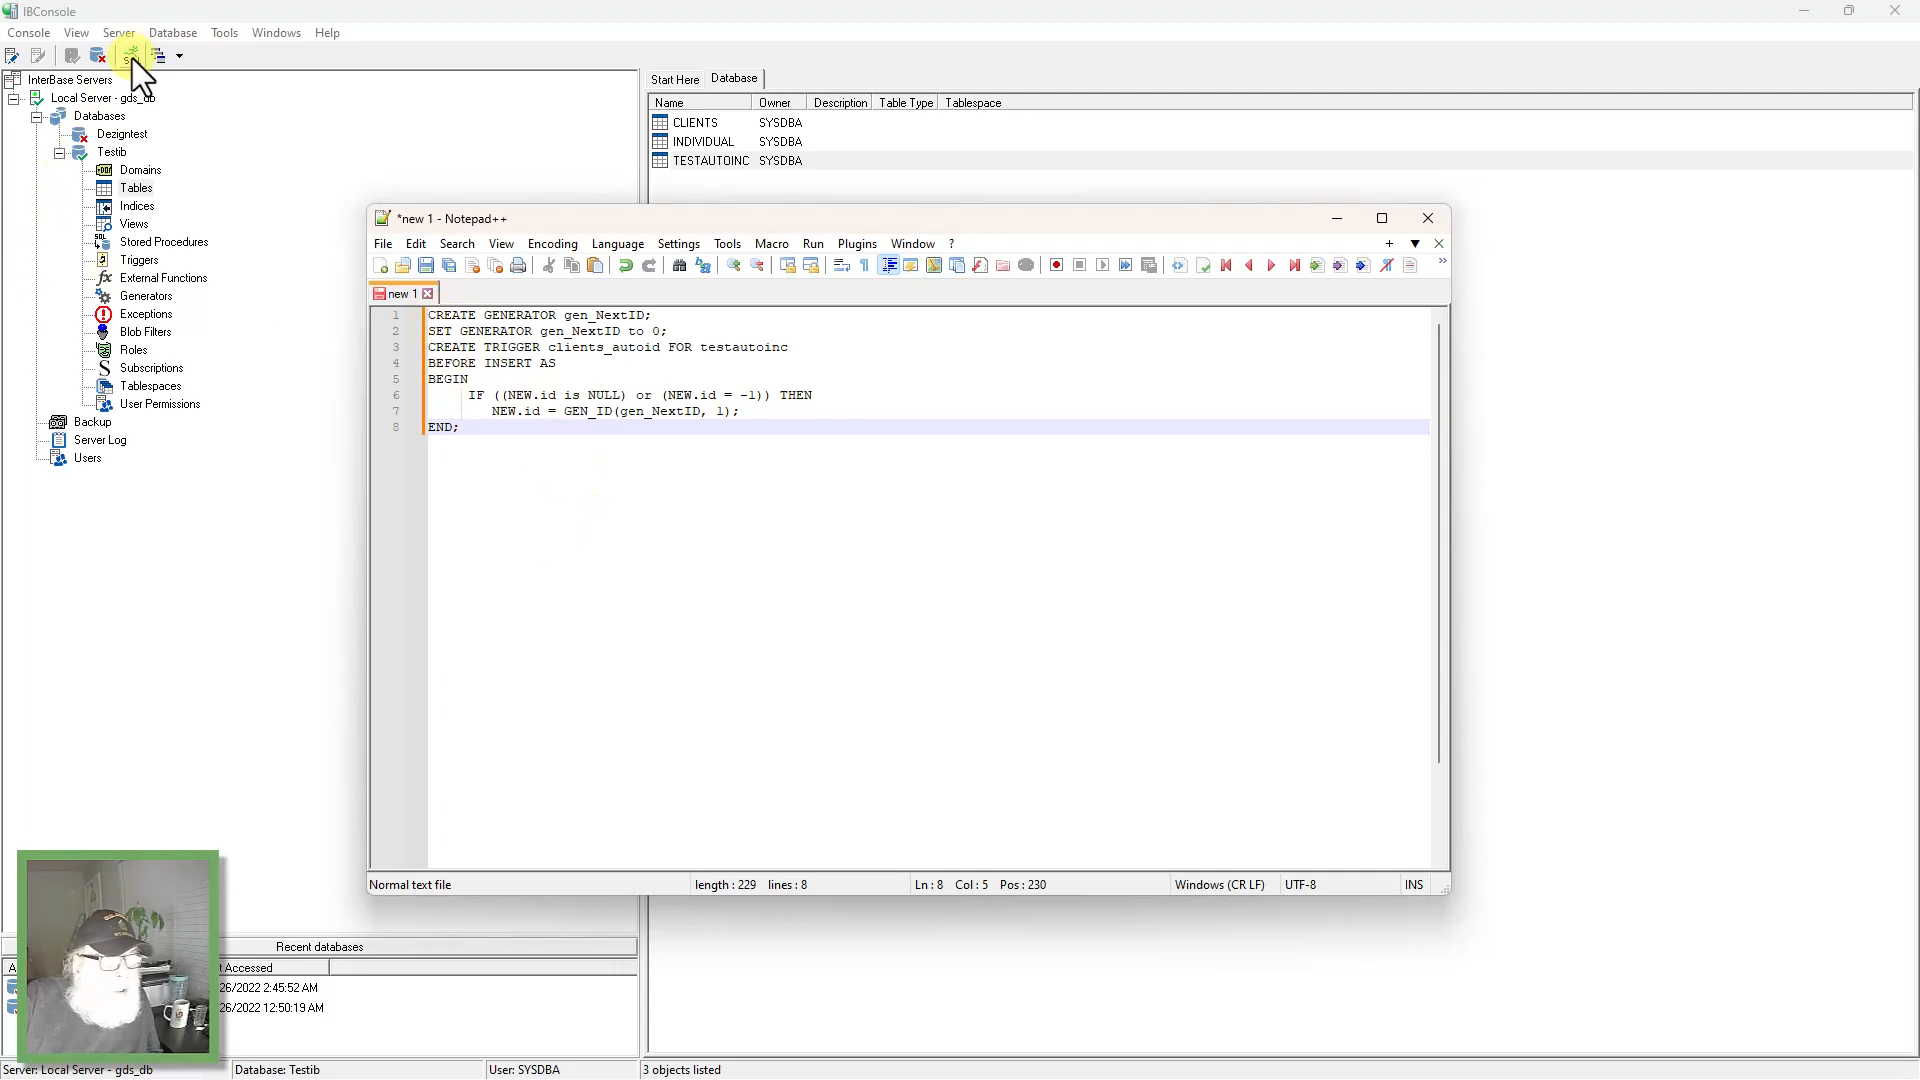 IBConsole
Console View Server Database Tools Windows Help
InterBase Servers
Local Server - gds_db
Databases
Dezigntest
Testib
Domains
Tables
Indices
Views
Stored Procedures
Triggers
External Functions
Generators
Exceptions
Blob Filters
Roles
Subscriptions
Tablespaces
User Permissions
Backup
Server Log
Users
Start Here Database
Name Owner Description Table Type Tablespace
CLIENTS SYSDBA
INDIVIDUAL SYSDBA
TESTAUTOINC SYSDBA
*new 1 - Notepad++
File Edit Search View Encoding Language Settings Tools Macro Run Plugins Window ?
new 1
1 CREATE GENERATOR gen_NextID;
2 SET GENERATOR gen_NextID to 0;
3 CREATE TRIGGER clients_autoid FOR testautoinc
4 BEFORE INSERT AS
5 BEGIN
6 IF ((NEW.id is NULL) or (NEW.id = -1)) THEN
7 NEW.id = GEN_ID(gen_NextID, 1);
8 END;
Normal text file length : 229 lines : 8 Ln : 8 Col : 5 Pos : 230 Windows (CR LF) UTF-8 INS
Recent databases
Accessed
26/2022 2:45:52 AM
26/2022 12:50:19 AM
Server: Local Server - gds_db Database: Testib User: SYSDBA 3 objects listed